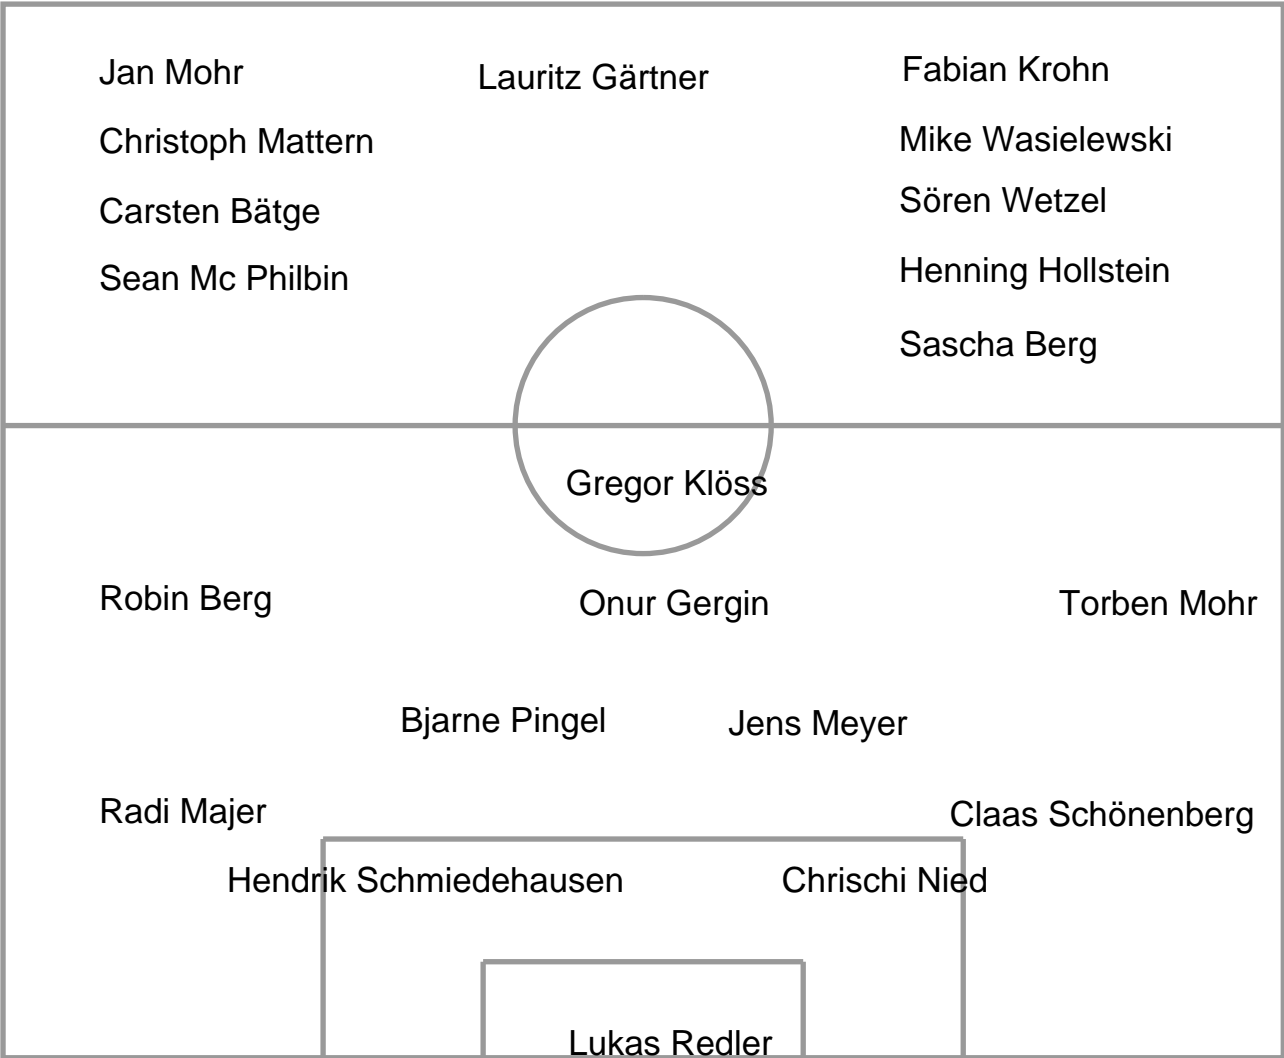 Jan Mohr
Lauritz Gärtner
Fabian Krohn
Christoph Mattern
Mike Wasielewski
Carsten Bätge
Sören Wetzel
Sean Mc Philbin
Henning Hollstein
Sascha Berg
Gregor Klöss
Robin Berg
Onur Gergin
Torben Mohr
Bjarne Pingel
Jens Meyer
Radi Majer
Claas Schönenberg
Hendrik Schmiedehausen
Chrischi Nied
Lukas Redler